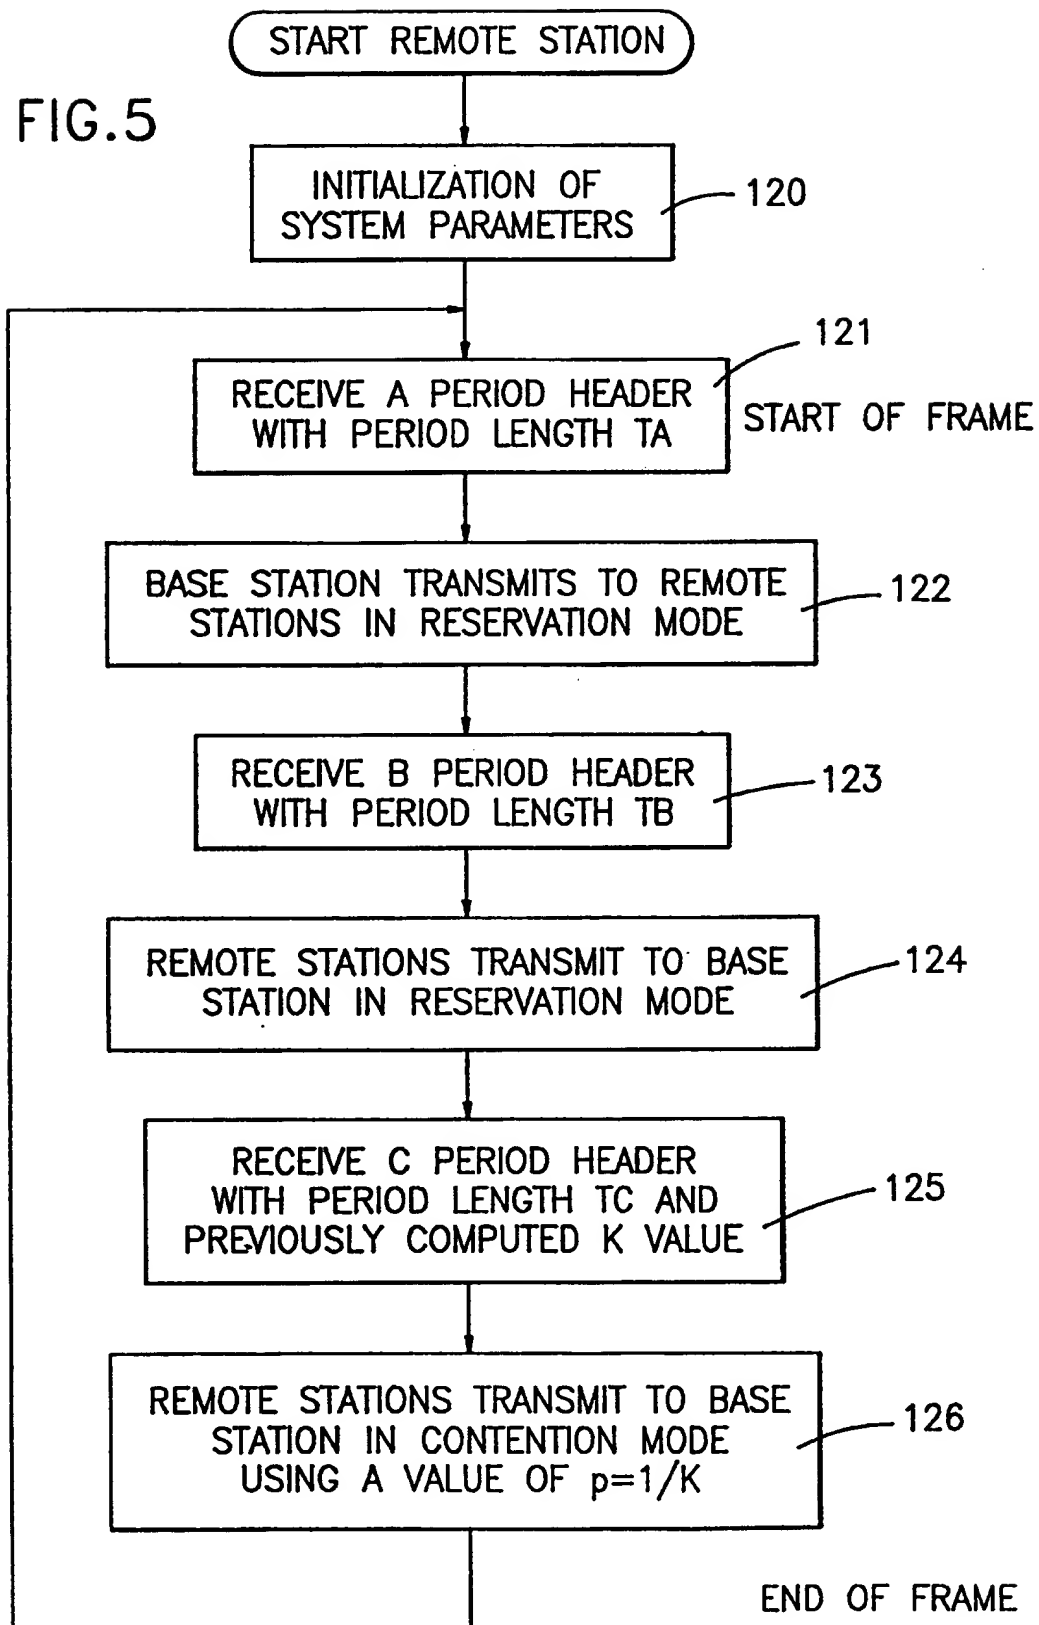 START REMOTE STATION
FIG.5
INITIALIZATION OF
SYSTEM PARAMETERS
120
121
RECEIVE A PERIOD HEADER
WITH PERIOD LENGTH TA
START OF FRAME
BASE STATION TRANSMITS TO REMOTE
STATIONS IN RESERVATION MODE
122
RECEIVE B PERIOD HEADER
WITH PERIOD LENGTH TB
123
REMOTE STATIONS TRANSMIT TO BASE
STATION IN RESERVATION MODE
124
RECEIVE C PERIOD HEADER
WITH PERIOD LENGTH TC AND
PREVIOUSLY COMPUTED K VALUE
125
REMOTE STATIONS TRANSMIT TO BASE
STATION IN CONTENTION MODE
USING A VALUE OF p=1/K
126
END OF FRAME